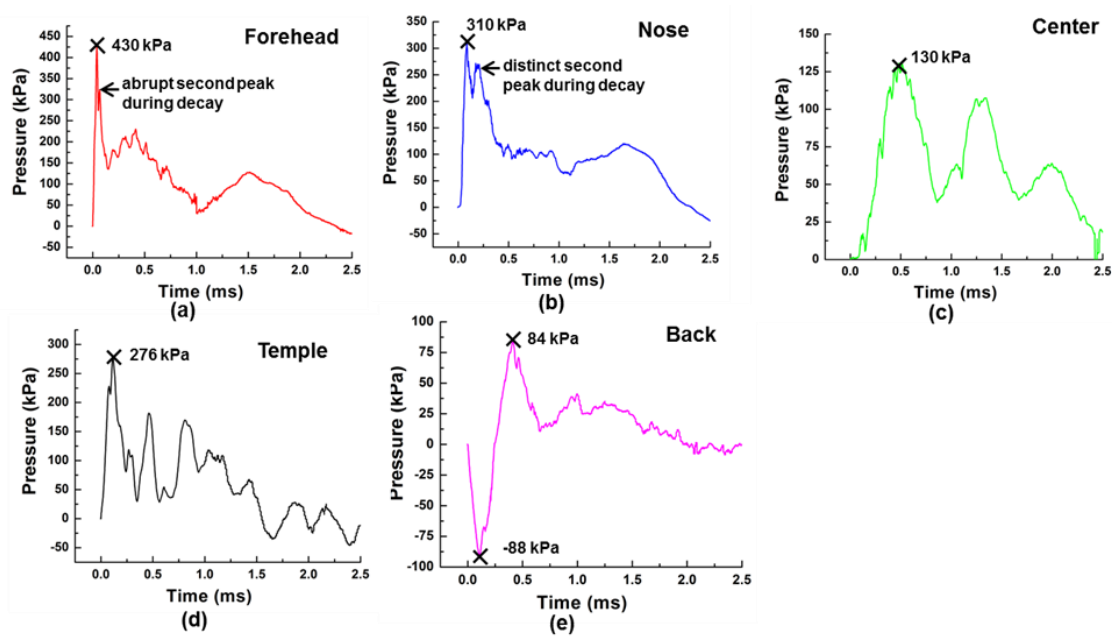 Forehead
430 kPa
abrupt second peak
during decay
Pressure (kPa)
450
400
350
300
250
200
150
100
50
0
50
0.0 0.5 1.0 1.5 2.0 2.5
Time (ms)
(a)
Nose
310 kPa
distinct second
peak during decay
Pressure (kPa)
350
300
250
200
150
100
50
0
50
0.0 0.5 1.0 1.5 2.0 2.5
Time (ms)
(b)
Center
130 kPa
Pressure (kPa)
150
125
100
75
50
25
0
0.0 0.5 1.0 1.5 2.0 2.5
Time (ms)
(c)
Temple
276 kPa
Pressure (kPa)
300
250
200
150
100
50
0
-50
0.0 0.5 1.0 1.5 2.0 2.5
Time (ms)
(d)
Back
84 kPa
-88 kPa
Pressure (kPa)
100
75
50
25
0
-25
-50
-75
-100
0.0 0.5 1.0 1.5 2.0 2.5
Time (ms)
(e)